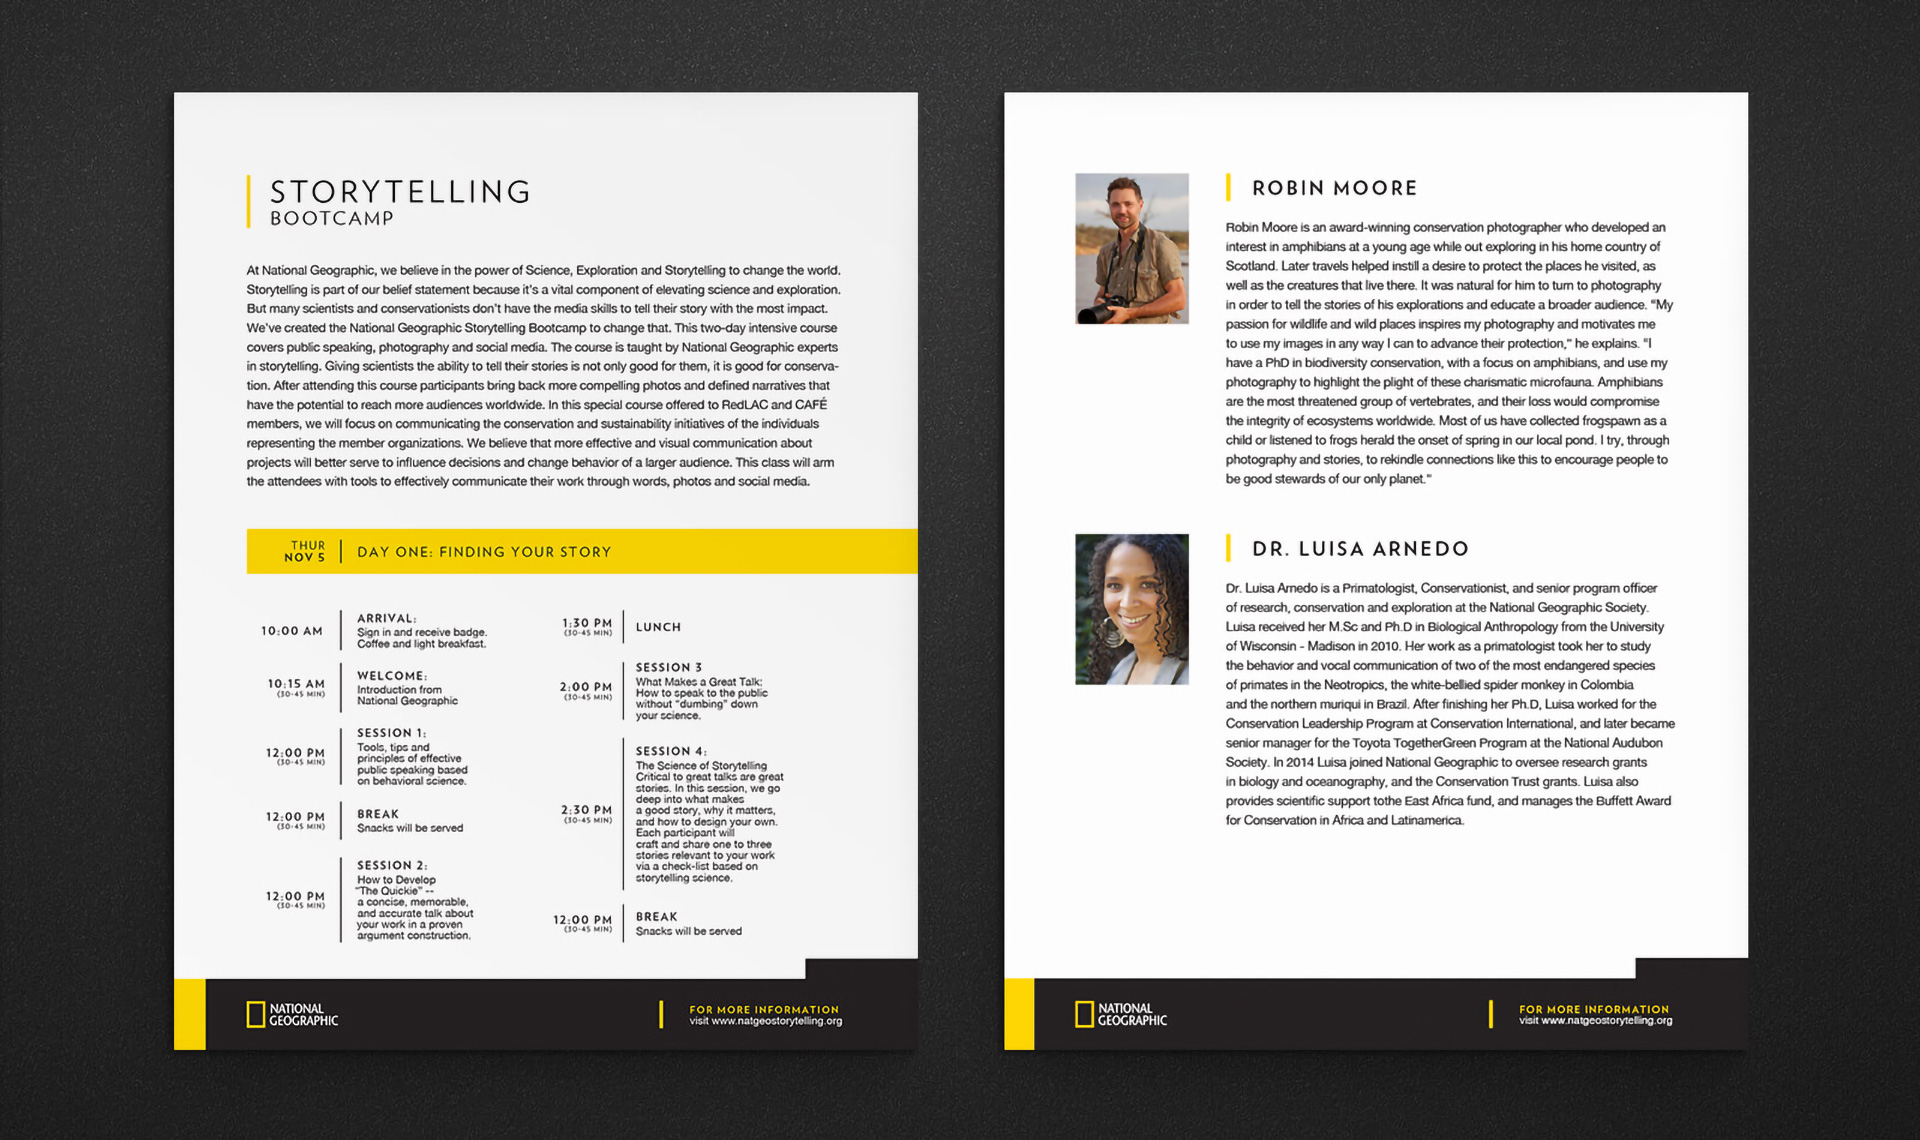 STORYTELLING
BOOTCAMP
At National Geographic, we believe in the power of Science, Exploration and Storytelling to change the world.
Storytelling is part of our belief statement because it's a vital component of elevating science and exploration.
But many scientists and conservationists don't have the media skills to tell their story with the most impact.
We've created the National Geographic Storytelling Bootcamp to change that. This two-day intensive course
covers public speaking, photography and social media. The course is taught by National Geographic experts
in storytelling. Giving scientists the ability to tell their stories is not only good for them, it is good for conserva-
tion. After attending this course participants bring back more compelling photos and defined narratives that
have the potential to reach more audiences worldwide. In this special course offered to RedLAC and CAFÉ
members, we will focus on communicating the conservation and sustainability initiatives of the individuals
representing the member organizations. We believe that more effective and visual communication about
projects will better serve to influence decisions and change behavior of a larger audience. This class will arm
the attendees with tools to effectively communicate their work through words, photos and social media.
THUR
NOV 5
DAY ONE: FINDING YOUR STORY
10:00 AM
ARRIVAL:
Sign in and receive badge.
Coffee and light breakfast.
10:15 AM
(30-45 MIN)
WELCOME:
Introduction from
National Geographic
12:00 PM
(30-45 MIN)
SESSION 1:
Tools, tips and
principles of effective
public speaking based
on behavioral science.
12:00 PM
(30-45 MIN)
BREAK
Snacks will be served
12:00 PM
(30-45 MIN)
SESSION 2:
How to Develop
"The Quickie" --
a concise, memorable,
and accurate talk about
your work in a proven
argument construction.
1:30 PM
(30-45 MIN)
LUNCH
2:00 PM
(30-45 MIN)
SESSION 3
What Makes a Great Talk:
How to speak to the public
without "dumbing" down
your science.
2:30 PM
(30-45 MIN)
SESSION 4:
The Science of Storytelling
Critical to great talks are great
stories. In this session, we go
deep into what makes
a good story, why it matters,
and how to design your own.
Each participant will
craft and share one to three
stories relevant to your work
via a check-list based on
storytelling science.
12:00 PM
(30-45 MIN)
BREAK
Snacks will be served
NATIONAL
GEOGRAPHIC
FOR MORE INFORMATION
visit www.natgeostorytelling.org
ROBIN MOORE
Robin Moore is an award-winning conservation photographer who developed an
interest in amphibians at a young age while out exploring in his home country of
Scotland. Later travels helped instill a desire to protect the places he visited, as
well as the creatures that live there. It was natural for him to turn to photography
in order to tell the stories of his explorations and educate a broader audience. "My
passion for wildlife and wild places inspires my photography and motivates me
to use my images in any way I can to advance their protection," he explains. "I
have a PhD in biodiversity conservation, with a focus on amphibians, and use my
photography to highlight the plight of these charismatic microfauna. Amphibians
are the most threatened group of vertebrates, and their loss would compromise
the integrity of ecosystems worldwide. Most of us have collected frogspawn as a
child or listened to frogs herald the onset of spring in our local pond. I try, through
photography and stories, to rekindle connections like this to encourage people to
be good stewards of our only planet."
DR. LUISA ARNEDO
Dr. Luisa Arnedo is a Primatologist, Conservationist, and senior program officer
of research, conservation and exploration at the National Geographic Society.
Luisa received her M.Sc and Ph.D in Biological Anthropology from the University
of Wisconsin - Madison in 2010. Her work as a primatologist took her to study
the behavior and vocal communication of two of the most endangered species
of primates in the Neotropics, the white-bellied spider monkey in Colombia
and the northern muriqui in Brazil. After finishing her Ph.D, Luisa worked for the
Conservation Leadership Program at Conservation International, and later became
senior manager for the Toyota TogetherGreen Program at the National Audubon
Society. In 2014 Luisa joined National Geographic to oversee research grants
in biology and oceanography, and the Conservation Trust grants. Luisa also
provides scientific support tothe East Africa fund, and manages the Buffett Award
for Conservation in Africa and Latinamerica.
NATIONAL
GEOGRAPHIC
FOR MORE INFORMATION
visit www.natgeostorytelling.org